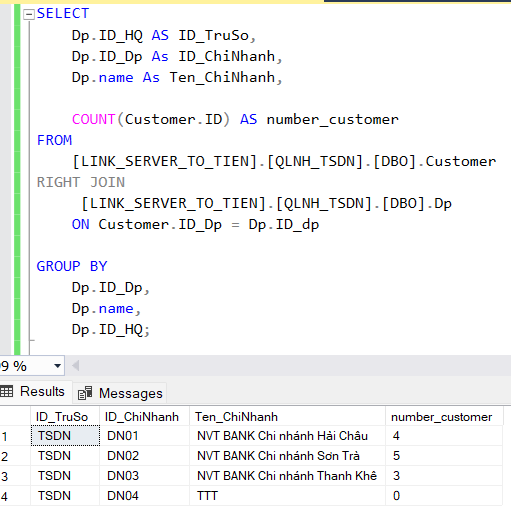 SELECT
Dp.ID_HQ AS ID_TruSo,
Dp.ID_Dp As ID_ChiNhanh,
Dp.name As Ten_ChiNhanh,
COUNT(Customer.ID) AS number_customer
FROM
[LINK_SERVER_TO_TIEN].[QLNH_TSDN].[DBO].Customer
RIGHT JOIN
[LINK_SERVER_TO_TIEN].[QLNH_TSDN].[DBO].Dp
ON Customer.ID_Dp = Dp.ID_dp
GROUP BY
Dp.ID_Dp,
Dp.name,
Dp.ID_HQ;
9 %
Results Messages
ID_TruSo ID_ChiNhanh Ten_ChiNhanh number_customer
1 TSDN DN01 NVT BANK Chi nhánh Hải Châu 4
2 TSDN DN02 NVT BANK Chi nhánh Sơn Trà 5
3 TSDN DN03 NVT BANK Chi nhánh Thanh Khê 3
4 TSDN DN04 TTT 0